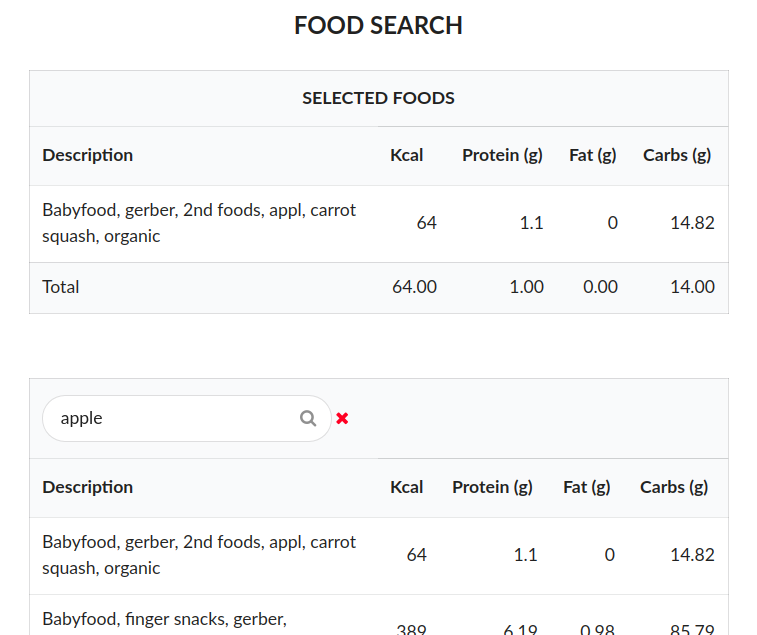 FOOD SEARCH
SELECTED FOODS
Description Kcal Protein (g) Fat (g) Carbs (g)
Babyfood, gerber, 2nd foods, appl, carrot
squash, organic 64 1.1 0 14.82
Total 64.00 1.00 0.00 14.00
apple
Description Kcal Protein (g) Fat (g) Carbs (g)
Babyfood, gerber, 2nd foods, appl, carrot
squash, organic 64 1.1 0 14.82
Babyfood, finger snacks, gerber,
389 6.19 0.98 85.79